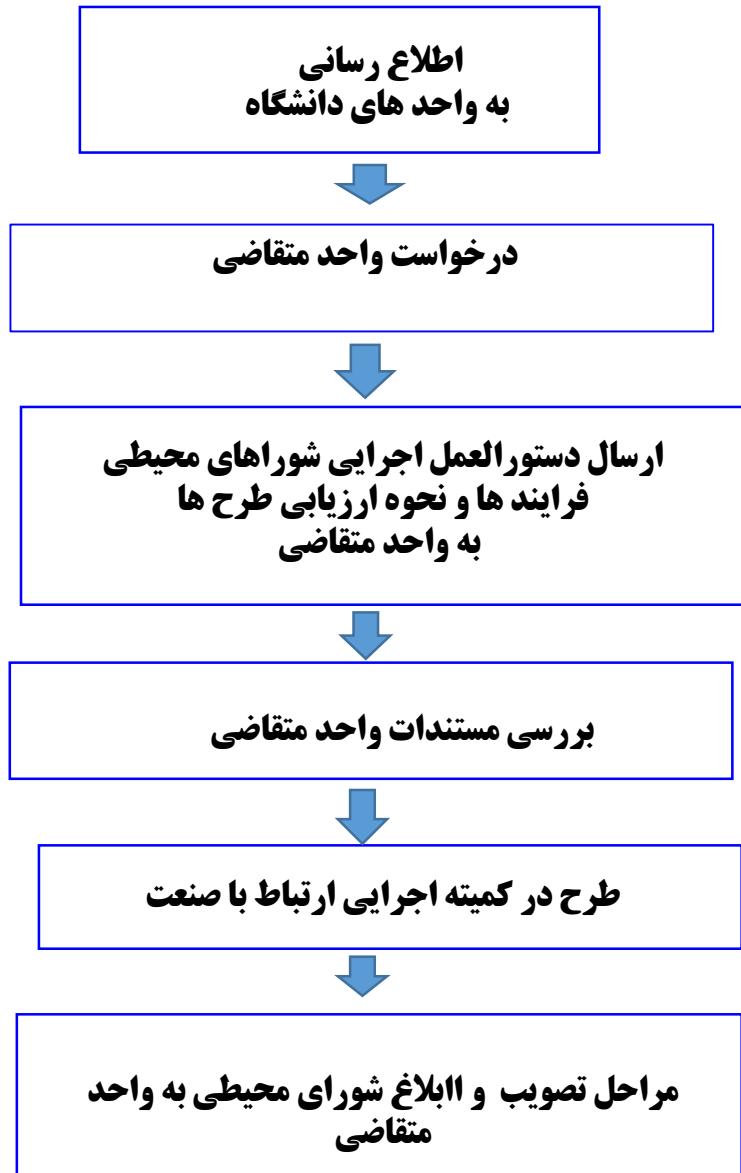 اطلاع رسانی
به واحد های دانشگاه
درخواست واحد متقاضی
ارسال دستورالعمل اجرایی شوراهای محیطی
فرایند ها و نحوه ارزیابی طرح ها
به واحد متقاضی
بررسی مستندات واحد متقاضی
طرح در کمیته اجرایی ارتباط با صنعت
مراحل تصویب و اابلاغ شورای محیطی به واحد
متقاضی